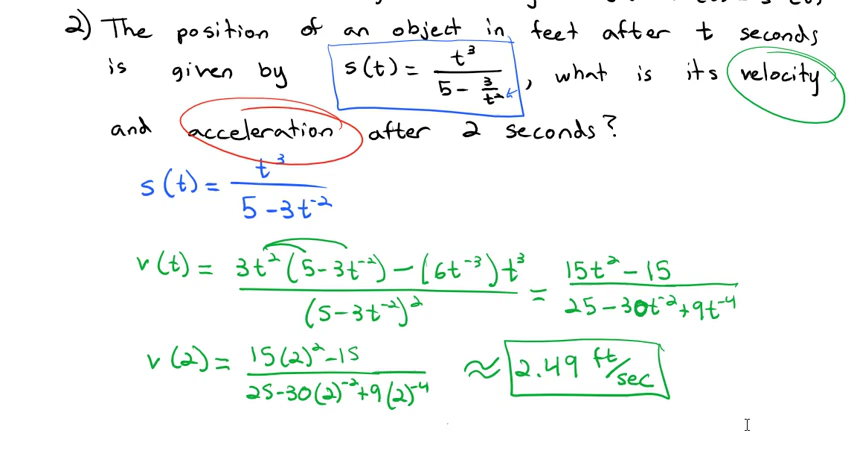 2) The position of an object in feet after t seconds
is given by s(t) = t³/(5 - 3/t²), what is its velocity
and acceleration after 2 seconds?
s(t) = t³/(5 - 3t⁻²)
v(t) = (3t²(5 - 3t⁻²) - (6t⁻³)t³)/(5 - 3t⁻²)² = (15t² - 15)/(25 - 30t⁻² + 9t⁻⁴)
v(2) = (15(2)² - 15)/(25 - 30(2)⁻² + 9(2)⁻⁴) ≈ 2.49 ft/sec